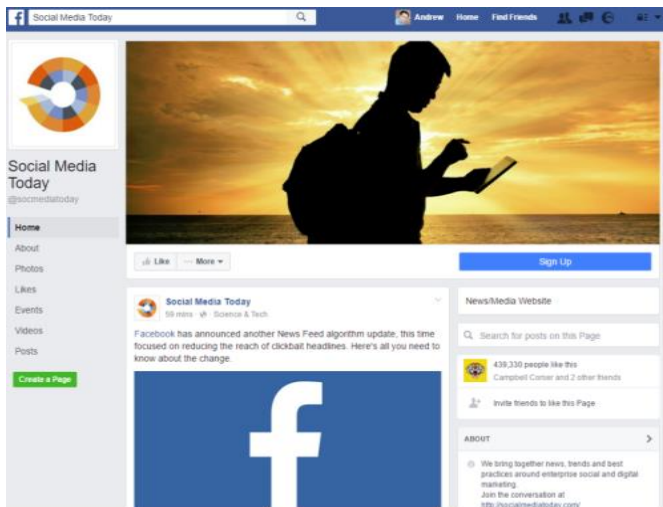 Social Media Today
Andrew Home Find Friends
Social Media
Today
@socmediatoday
Home
About
Photos
Likes
Events
Videos
Posts
Create a Page
Like ··· More
Sign Up
Social Media Today
59 mins · Science & Tech
Facebook has announced another News Feed algorithm update, this time
focused on reducing the reach of clickbait headlines. Here's all you need to
know about the change.
News/Media Website
Search for posts on this Page
439,330 people like this
Campbell Corner and 2 other friends
Invite friends to like this Page
ABOUT
We bring together news, trends and best
practices around enterprise social and digital
marketing.
Join the conversation at
http://socialmediatoday.com/